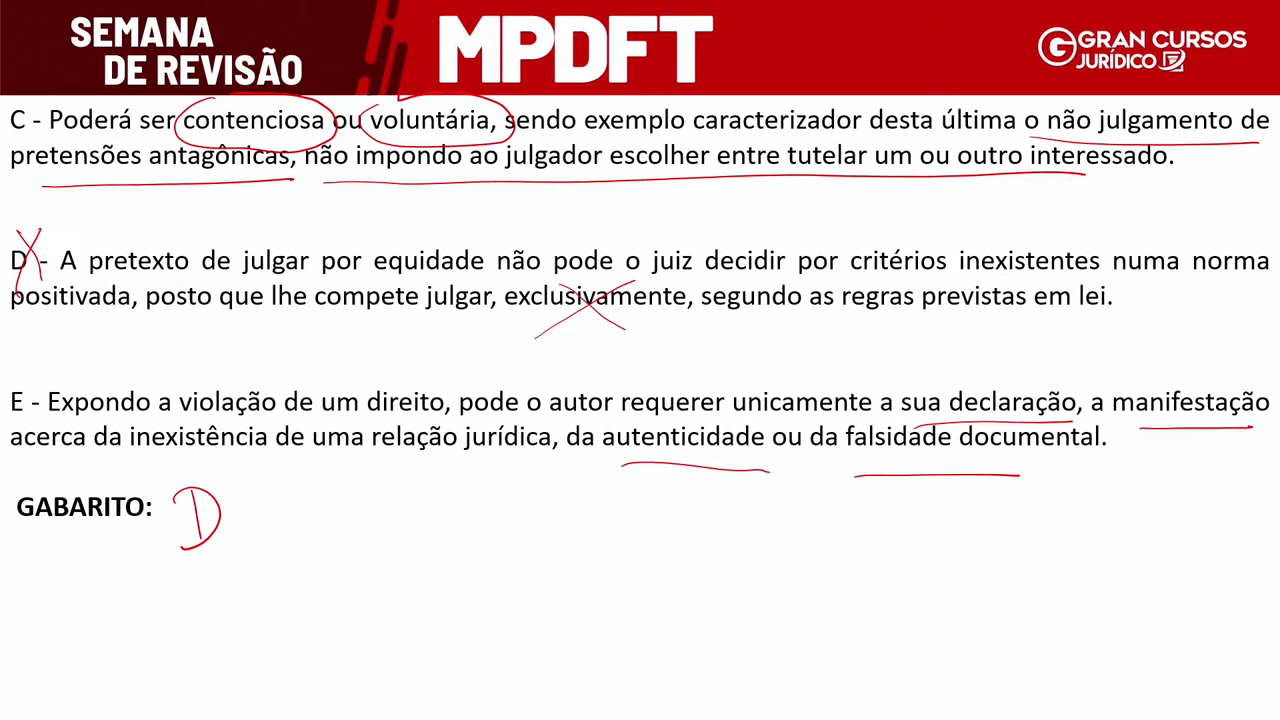 SEMANA
DE REVISÃO
MPDFT
GRAN CURSOS
JURÍDICO
C - Poderá ser contenciosa ou voluntária, sendo exemplo caracterizador desta última o não julgamento de
pretensões antagônicas, não impondo ao julgador escolher entre tutelar um ou outro interessado.
D - A pretexto de julgar por equidade não pode o juiz decidir por critérios inexistentes numa norma
positivada, posto que lhe compete julgar, exclusivamente, segundo as regras previstas em lei.
E - Expondo a violação de um direito, pode o autor requerer unicamente a sua declaração, a manifestação
acerca da inexistência de uma relação jurídica, da autenticidade ou da falsidade documental.
GABARITO: D